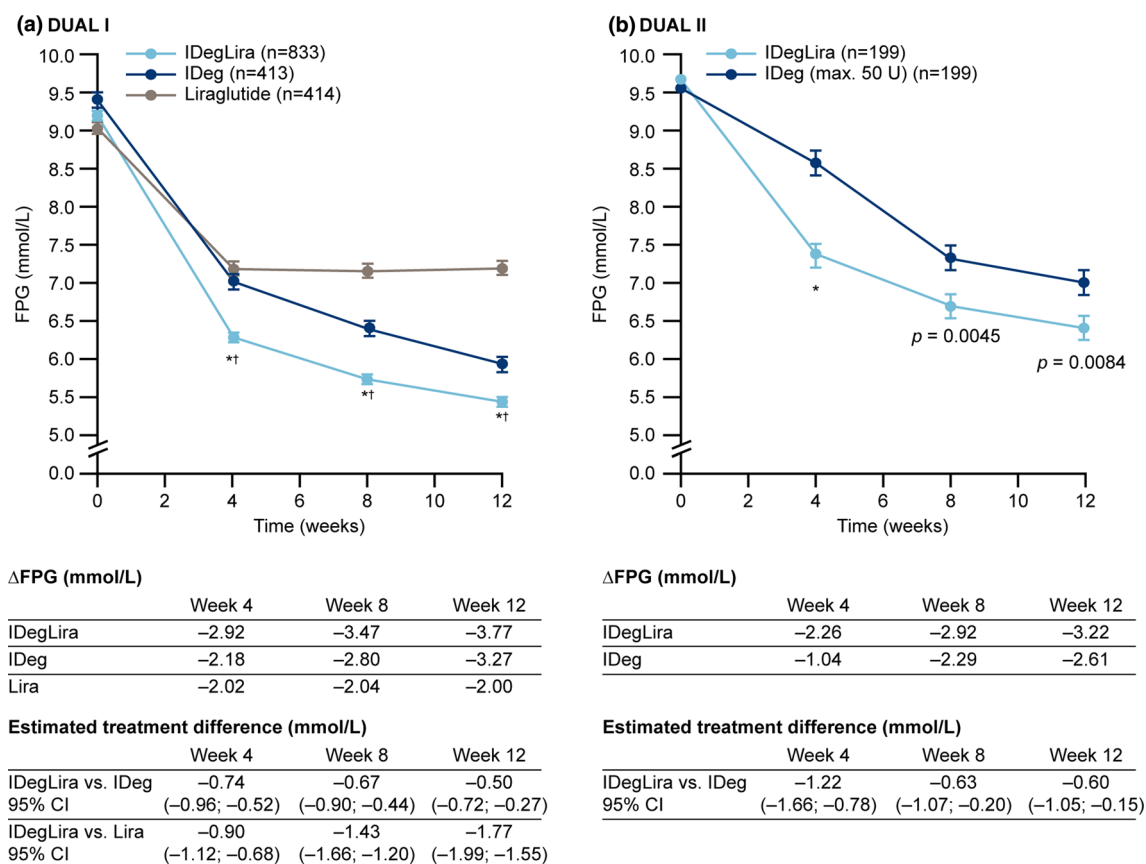 (a) DUAL I
IDegLira (n=833)
IDeg (n=413)
Liraglutide (n=414)
10.0
9.5
9.0
8.5
8.0
7.5
7.0
6.5
6.0
5.5
5.0
0.0
FPG (mmol/L)
*†
*†
*†
0 2 4 6 8 10 12
Time (weeks)
(b) DUAL II
IDegLira (n=199)
IDeg (max. 50 U) (n=199)
10.0
9.5
9.0
8.5
8.0
7.5
7.0
6.5
6.0
5.5
5.0
0.0
FPG (mmol/L)
*
p = 0.0045
p = 0.0084
0 2 4 6 8 10 12
Time (weeks)
∆FPG (mmol/L)
Week 4 Week 8 Week 12
IDegLira –2.92 –3.47 –3.77
IDeg –2.18 –2.80 –3.27
Lira –2.02 –2.04 –2.00
Estimated treatment difference (mmol/L)
Week 4 Week 8 Week 12
IDegLira vs. IDeg –0.74 –0.67 –0.50
95% CI (–0.96; –0.52) (–0.90; –0.44) (–0.72; –0.27)
IDegLira vs. Lira –0.90 –1.43 –1.77
95% CI (–1.12; –0.68) (–1.66; –1.20) (–1.99; –1.55)
∆FPG (mmol/L)
Week 4 Week 8 Week 12
IDegLira –2.26 –2.92 –3.22
IDeg –1.04 –2.29 –2.61
Estimated treatment difference (mmol/L)
Week 4 Week 8 Week 12
IDegLira vs. IDeg –1.22 –0.63 –0.60
95% CI (–1.66; –0.78) (–1.07; –0.20) (–1.05; –0.15)